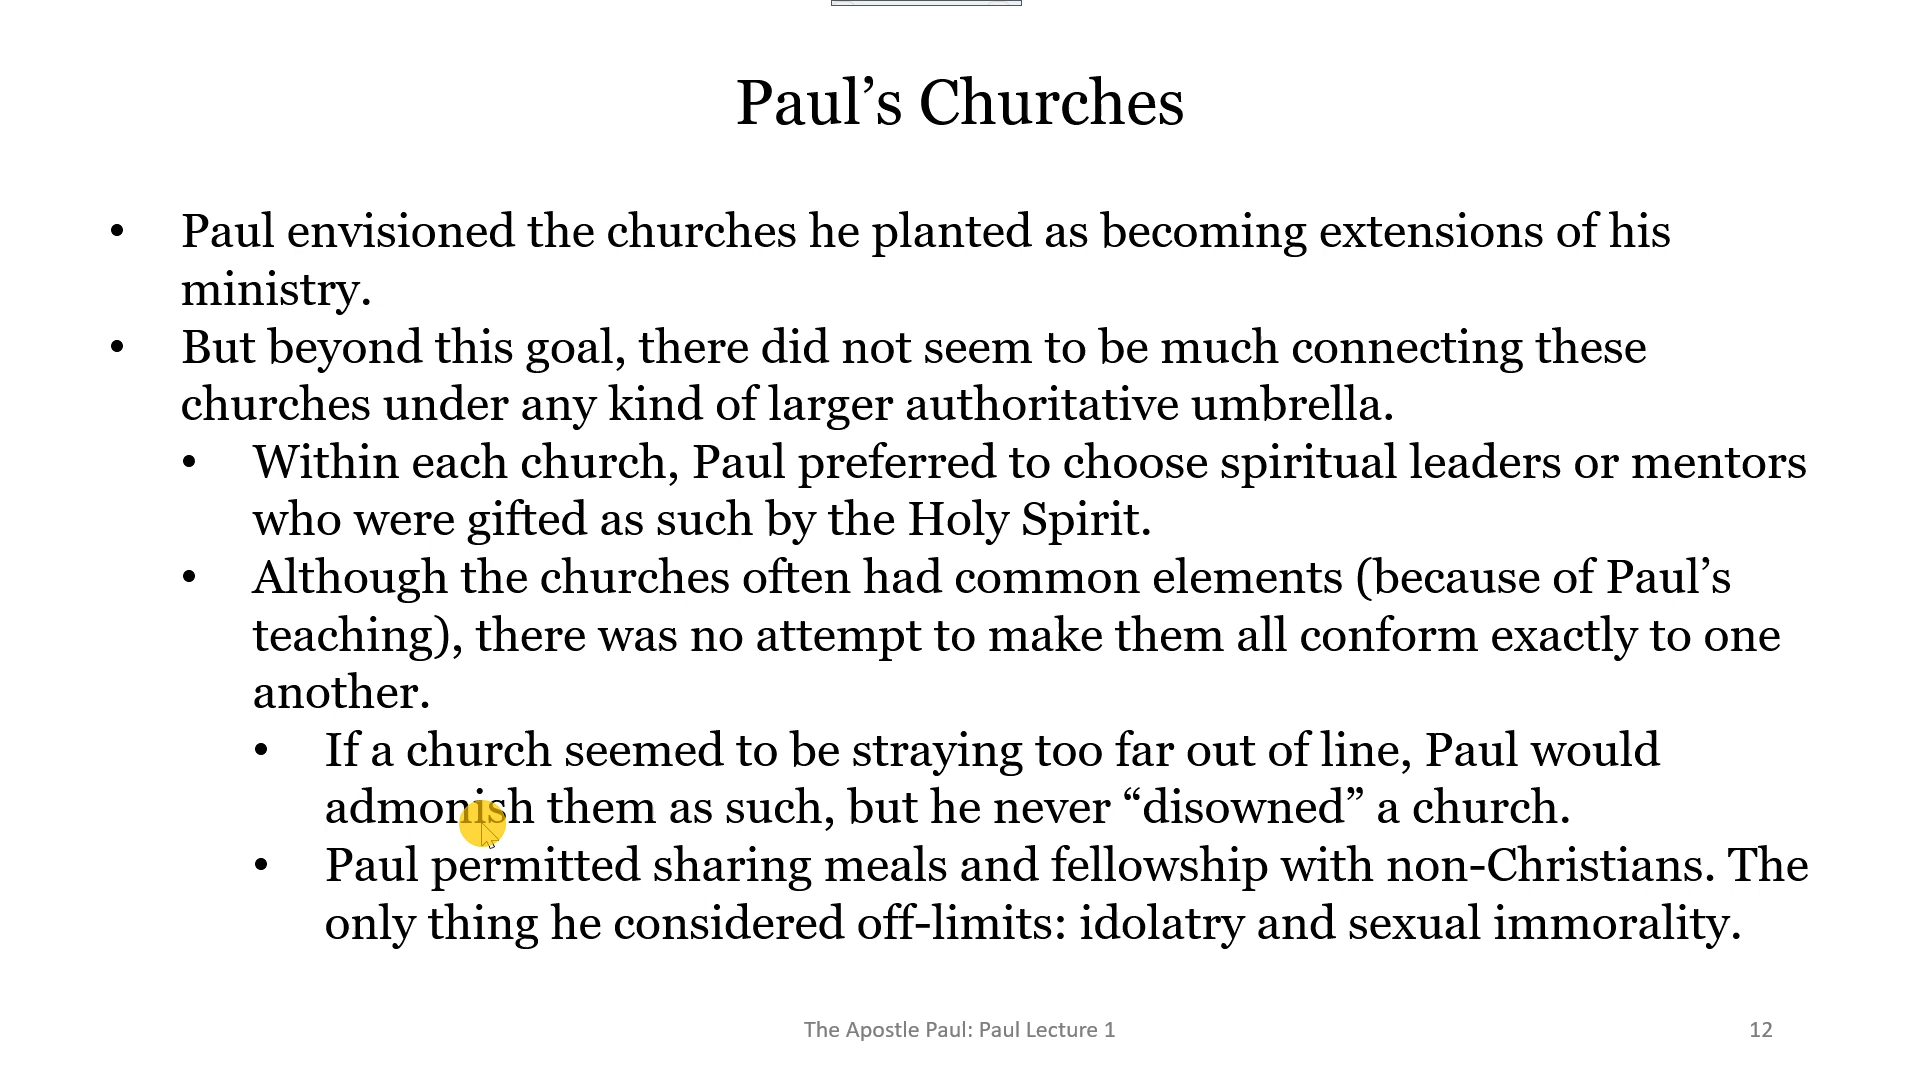 Paul’s Churches
• Paul envisioned the churches he planted as becoming extensions of his
ministry.
• But beyond this goal, there did not seem to be much connecting these
churches under any kind of larger authoritative umbrella.
• Within each church, Paul preferred to choose spiritual leaders or mentors
who were gifted as such by the Holy Spirit.
• Although the churches often had common elements (because of Paul’s
teaching), there was no attempt to make them all conform exactly to one
another.
• If a church seemed to be straying too far out of line, Paul would
admonish them as such, but he never “disowned” a church.
• Paul permitted sharing meals and fellowship with non-Christians. The
only thing he considered off-limits: idolatry and sexual immorality.
The Apostle Paul: Paul Lecture 1
12